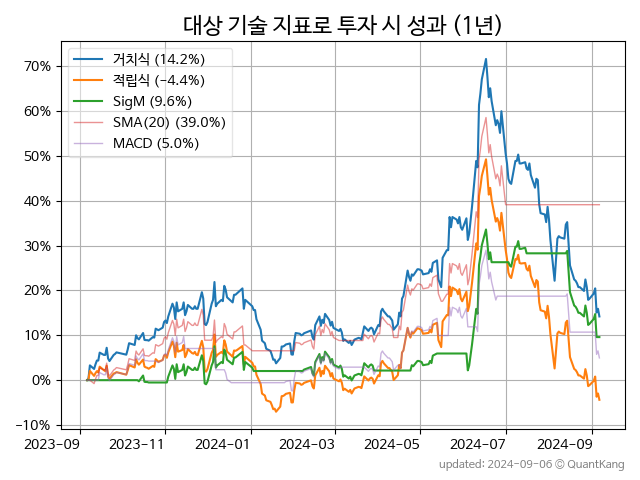 대상 기술 지표로 투자 시 성과 (1년)
거치식 (14.2%)
적립식 (−4.4%)
SigM (9.6%)
SMA(20) (39.0%)
MACD (5.0%)
70%
60%
50%
40%
30%
20%
10%
0%
−10%
2023-09 2023-11 2024-01 2024-03 2024-05 2024-07 2024-09
updated: 2024-09-06 © QuantKang